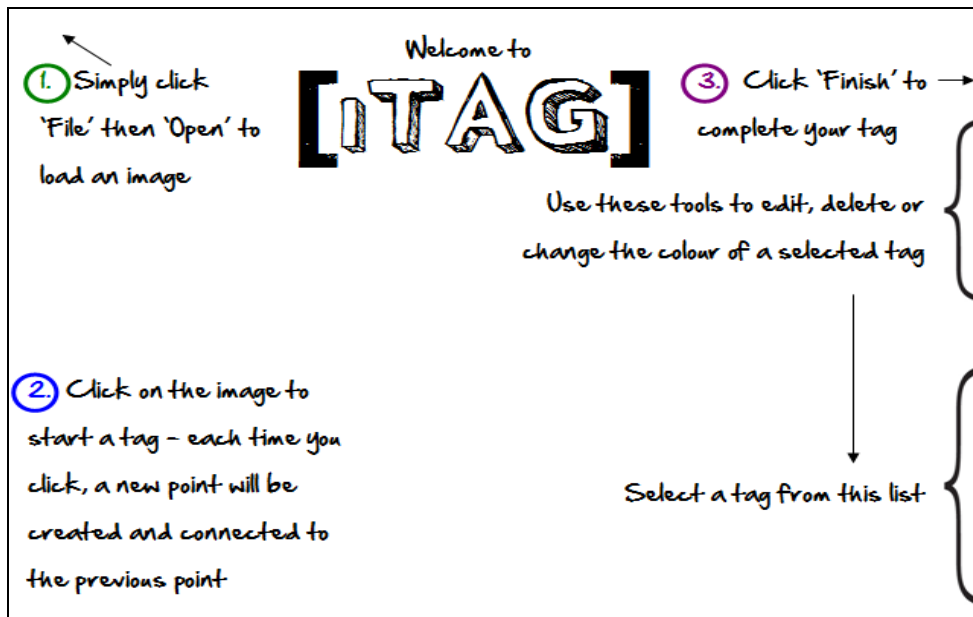 Welcome to
[iTAG]
1. Simply click
'File' then 'Open' to
load an image
2. Click on the image to
start a tag – each time you
click, a new point will be
created and connected to
the previous point
3. Click 'Finish' to
complete your tag
Use these tools to edit, delete or
change the colour of a selected tag
Select a tag from this list